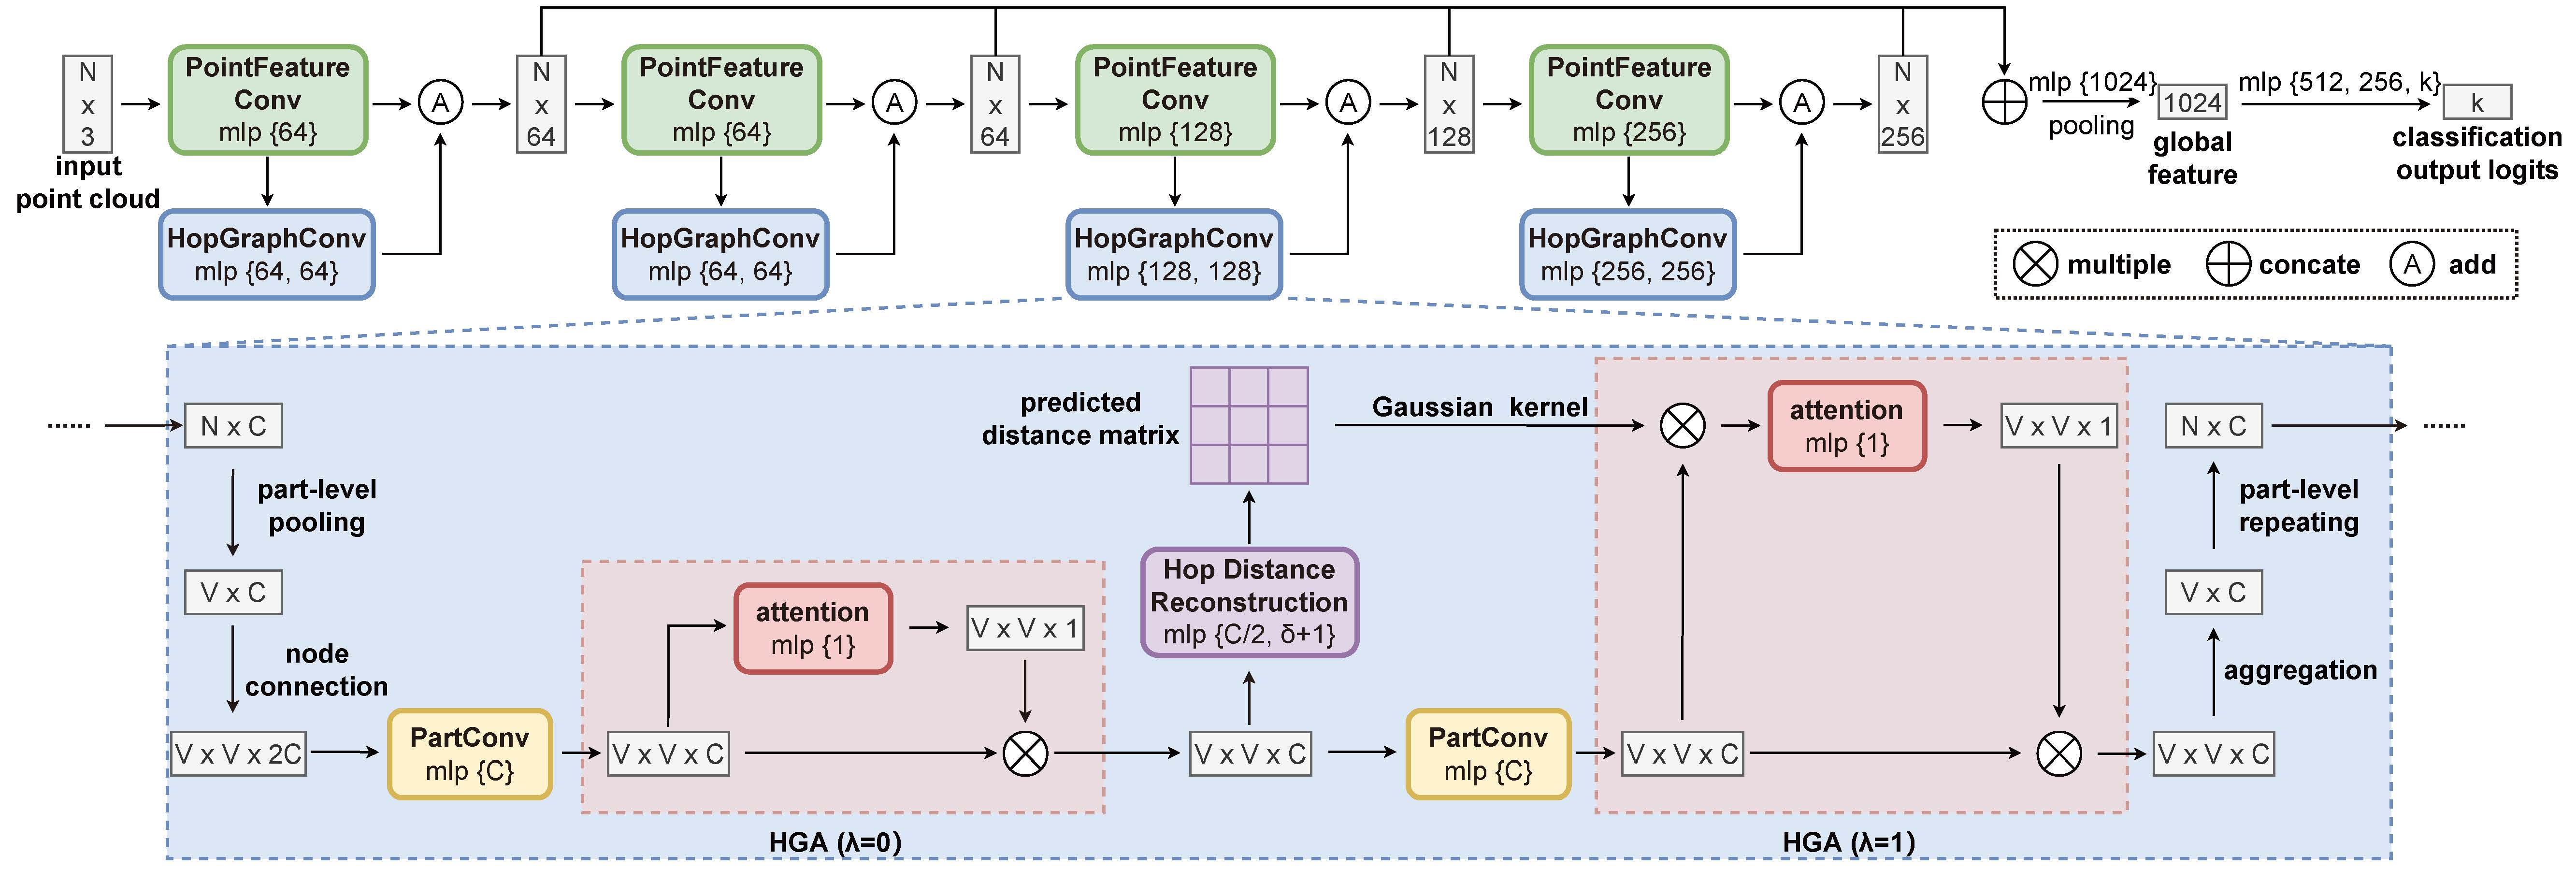 N
x
3
input
point cloud
PointFeature
Conv
mlp {64}
HopGraphConv
mlp {64, 64}
A
N
x
64
PointFeature
Conv
mlp {64}
HopGraphConv
mlp {64, 64}
A
N
x
64
PointFeature
Conv
mlp {128}
HopGraphConv
mlp {128, 128}
A
N
x
128
PointFeature
Conv
mlp {256}
HopGraphConv
mlp {256, 256}
A
N
x
256
mlp {1024}
pooling
1024
global
feature
mlp {512, 256, k}
k
classification
output logits
multiple
concate
A
add
......
N x C
part-level
pooling
V x C
node
connection
V x V x 2C
PartConv
mlp {C}
V x V x C
attention
mlp {1}
V x V x 1
HGA (λ=0)
V x V x C
Hop Distance
Reconstruction
mlp {C/2, δ+1}
predicted
distance matrix
Gaussian kernel
PartConv
mlp {C}
V x V x C
attention
mlp {1}
V x V x 1
HGA (λ=1)
V x V x C
aggregation
V x C
part-level
repeating
N x C
......